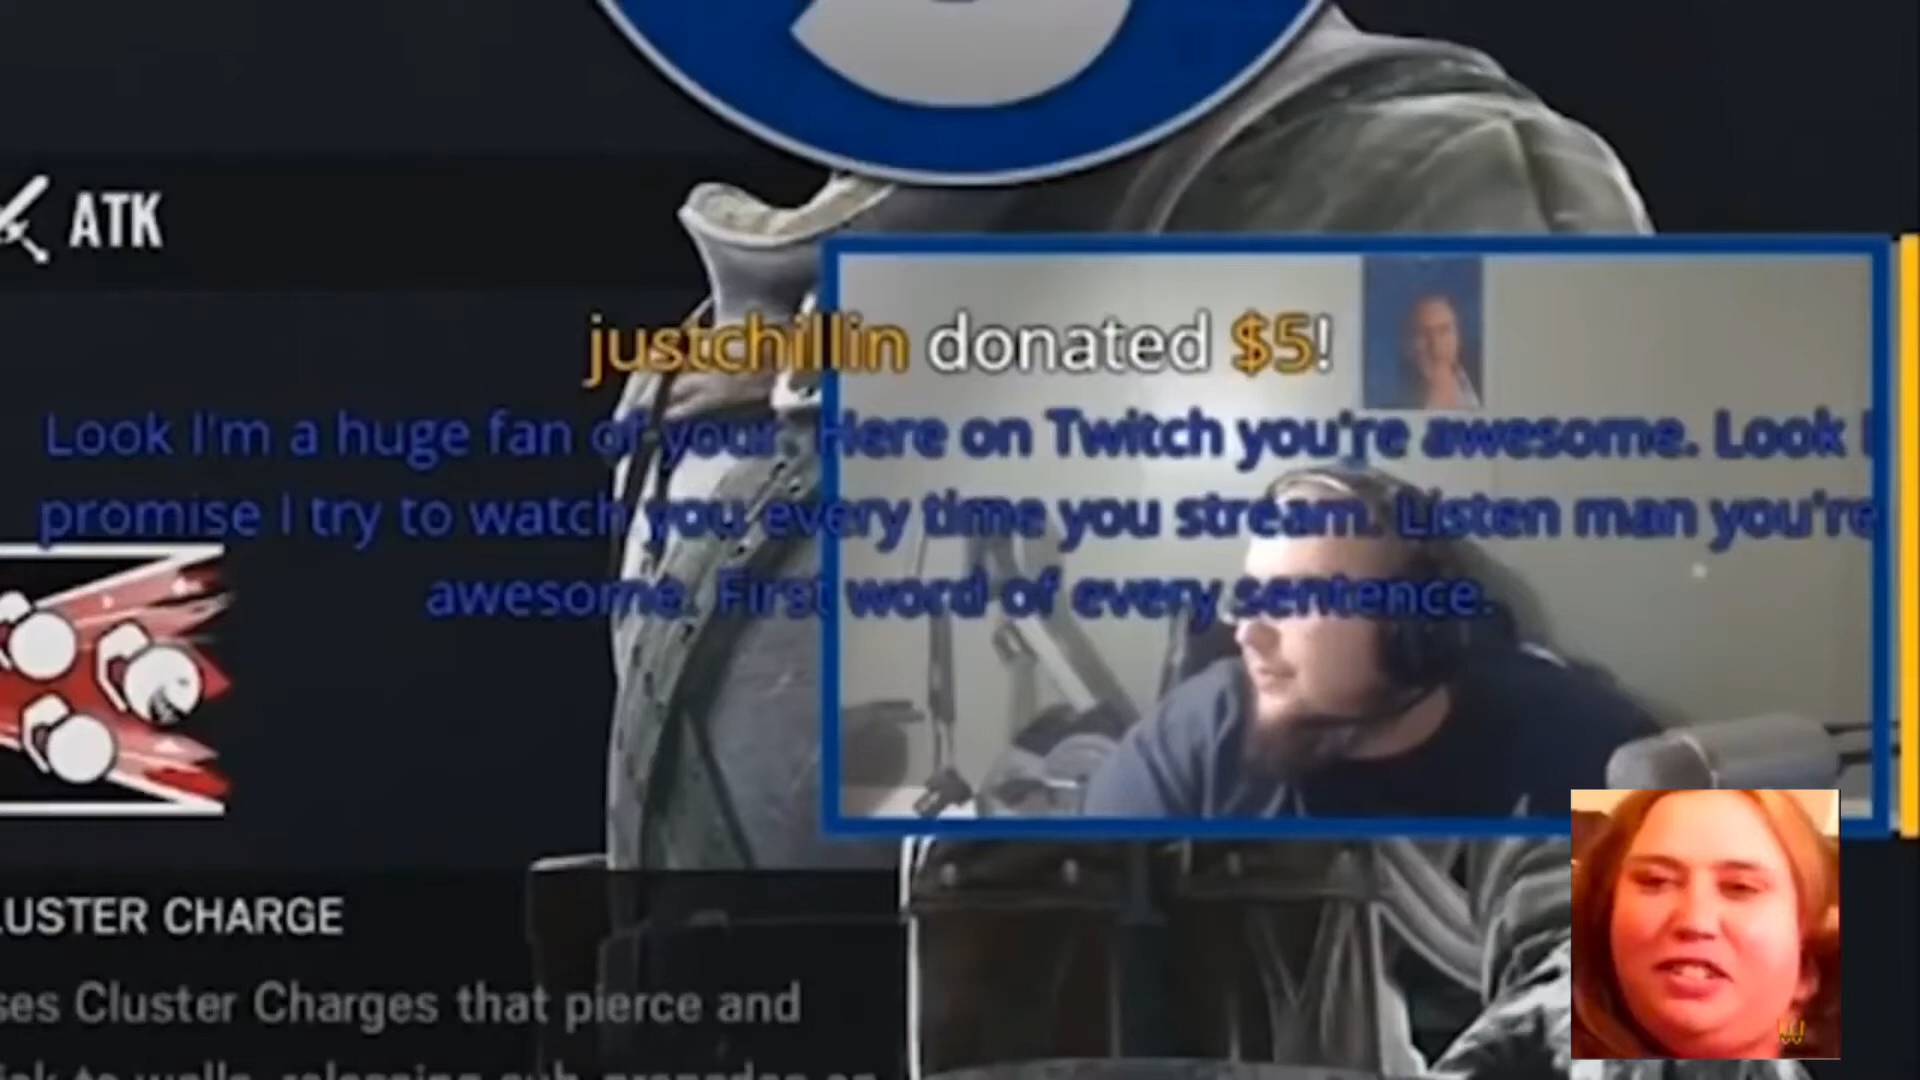 ATK
justchillin donated $5!
Look I'm a huge fan of your. Here on Twitch you're awesome. Look I
promise I try to watch you every time you stream. Listen man you're
awesome. First word of every sentence.
LUSTER CHARGE
ses Cluster Charges that pierce and